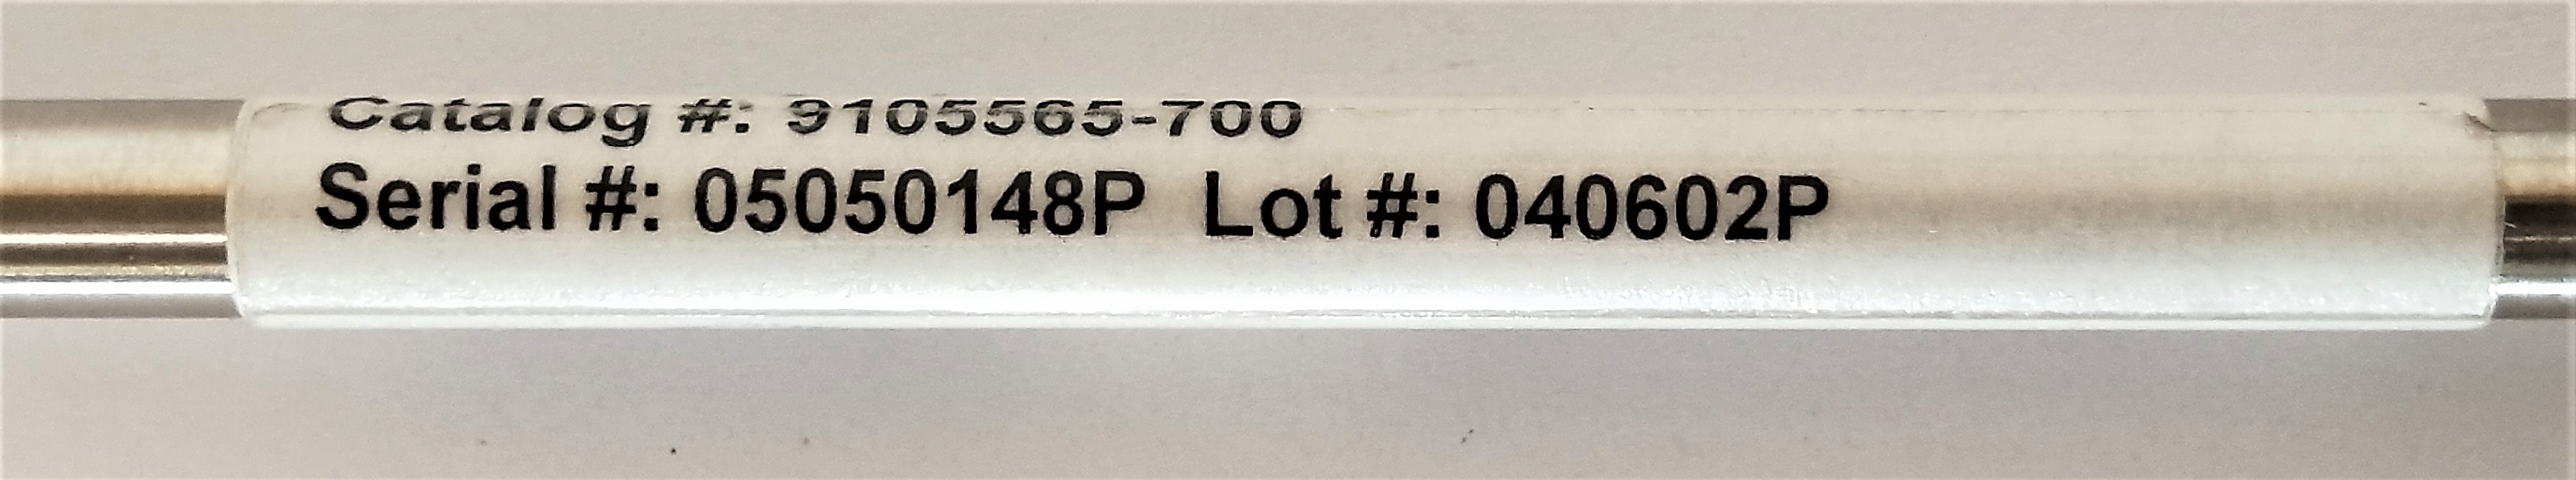 Catalog #: 9105565-700
Serial #: 05050148P Lot #: 040602P